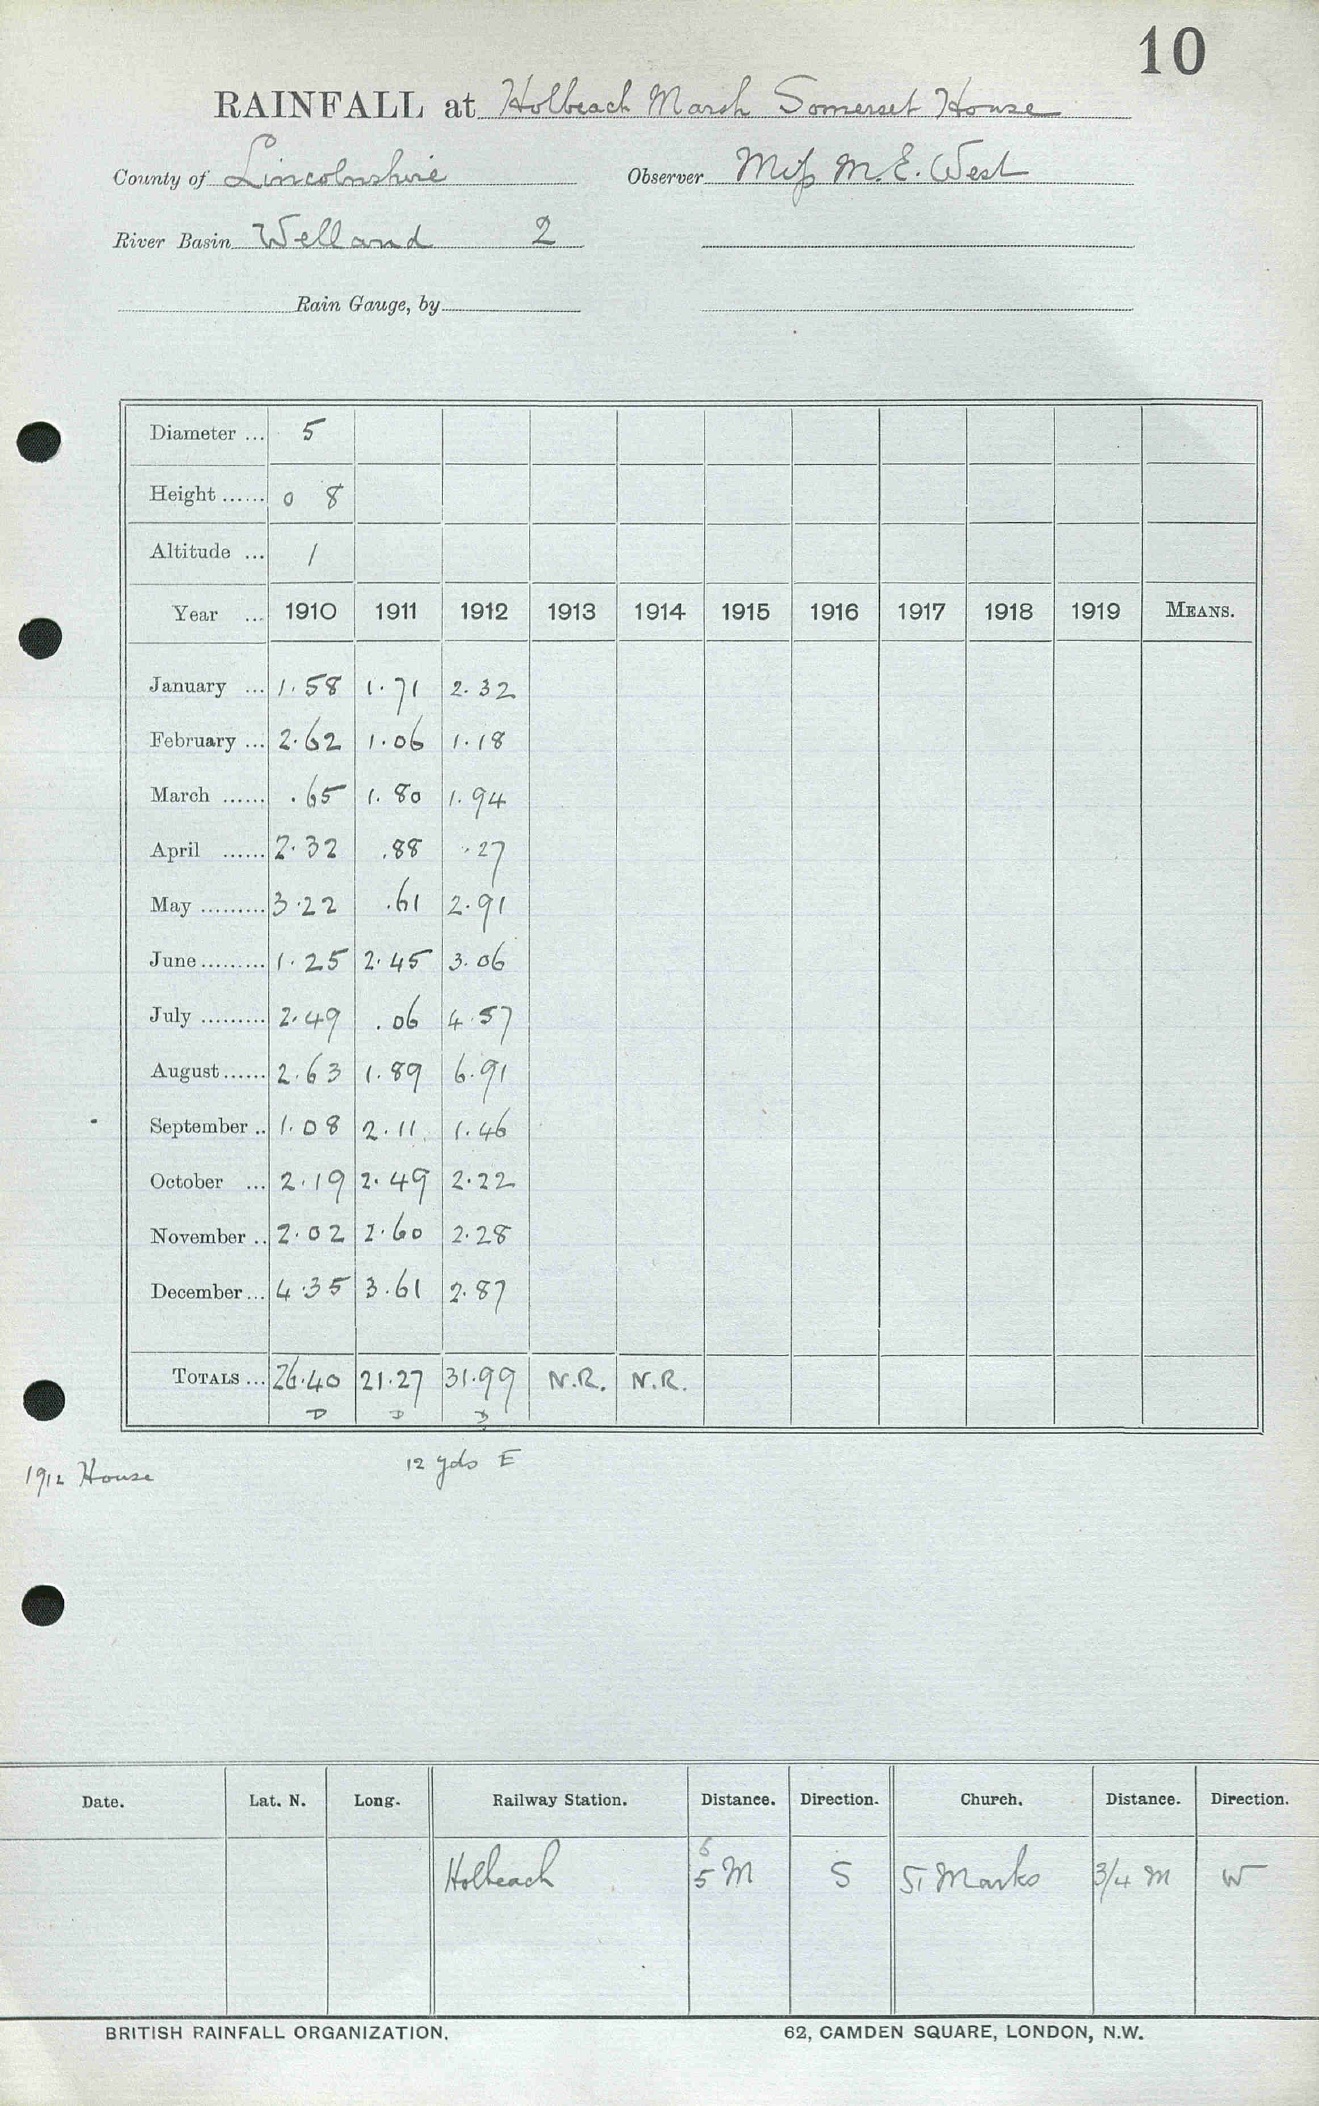 10
RAINFALL at Holbeach Marsh Somerset House
County of Lincolnshire Observer Miss M.E. West
River Basin Welland 2
Rain Gauge, by
Diameter ... 5
Height ...... 0 8
Altitude ... 1
Year ... 1910 1911 1912 1913 1914 1915 1916 1917 1918 1919 MEANS.
January ... 1.58 1.71 2.32
February ... 2.62 1.06 1.18
March ...... .65 1.80 1.94
April ...... 2.32 .88 .27
May ......... 3.22 .61 2.91
June ......... 1.25 2.45 3.06
July ......... 2.49 .06 4.57
August ...... 2.63 1.89 6.91
September .. 1.08 2.11 1.46
October ... 2.19 2.49 2.22
November .. 2.02 2.60 2.28
December ... 4.35 3.61 2.87
TOTALS ... 26.40 21.27 31.99 N.R. N.R.
D D D
1912 House 12 yds E
Date. Lat. N. Long. Railway Station. Distance. Direction. Church. Distance. Direction.
6
Holbeach 5 M S St Marks 3/4 M W
BRITISH RAINFALL ORGANIZATION. 62, CAMDEN SQUARE, LONDON, N.W.